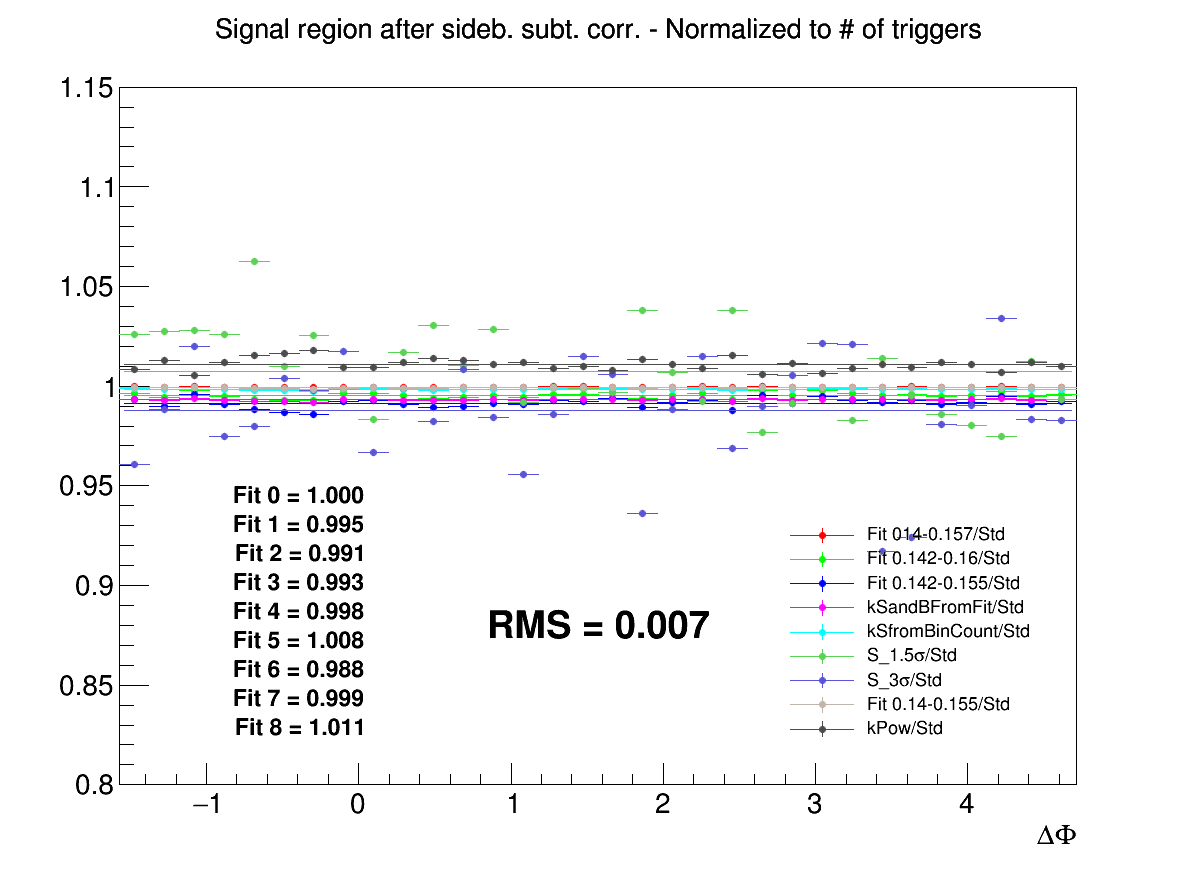 Signal region after sideb. subt. corr. - Normalized to # of triggers
1.15
1.1
1.05
1
0.95
0.9
0.85
0.8
Fit 0 = 1.000
Fit 1 = 0.995
Fit 2 = 0.991
Fit 3 = 0.993
Fit 4 = 0.998
Fit 5 = 1.008
Fit 6 = 0.988
Fit 7 = 0.999
Fit 8 = 1.011
RMS = 0.007
Fit 014-0.157/Std
Fit 0.142-0.16/Std
Fit 0.142-0.155/Std
kSandBFromFit/Std
kSfromBinCount/Std
S_1.5σ/Std
S_3σ/Std
Fit 0.14-0.155/Std
kPow/Std
−1 0 1 2 3 4
ΔΦ